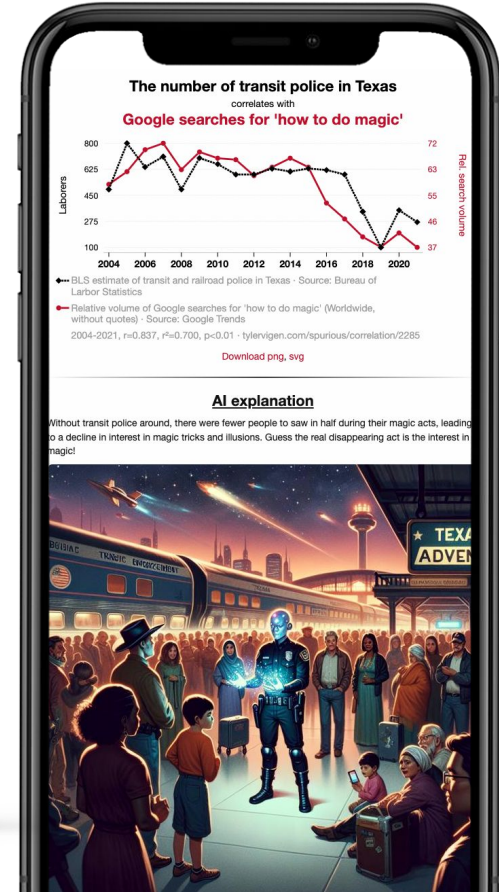 The number of transit police in Texas
correlates with
Google searches for 'how to do magic'
800
625
450
275
100
Laborers
72
63
55
46
37
Rel. search volume
2004
2006
2008
2010
2012
2014
2016
2018
2020
BLS estimate of transit and railroad police in Texas · Source: Bureau of
Larbor Statistics
Relative volume of Google searches for 'how to do magic' (Worldwide,
without quotes) · Source: Google Trends
2004-2021, r=0.837, r²=0.700, p<0.01 · tylervigen.com/spurious/correlation/2285
Download png, svg
AI explanation
Without transit police around, there were fewer people to saw in half during their magic acts, leading
to a decline in interest in magic tricks and illusions. Guess the real disappearing act is the interest in
magic!
TEXA
ADVEN